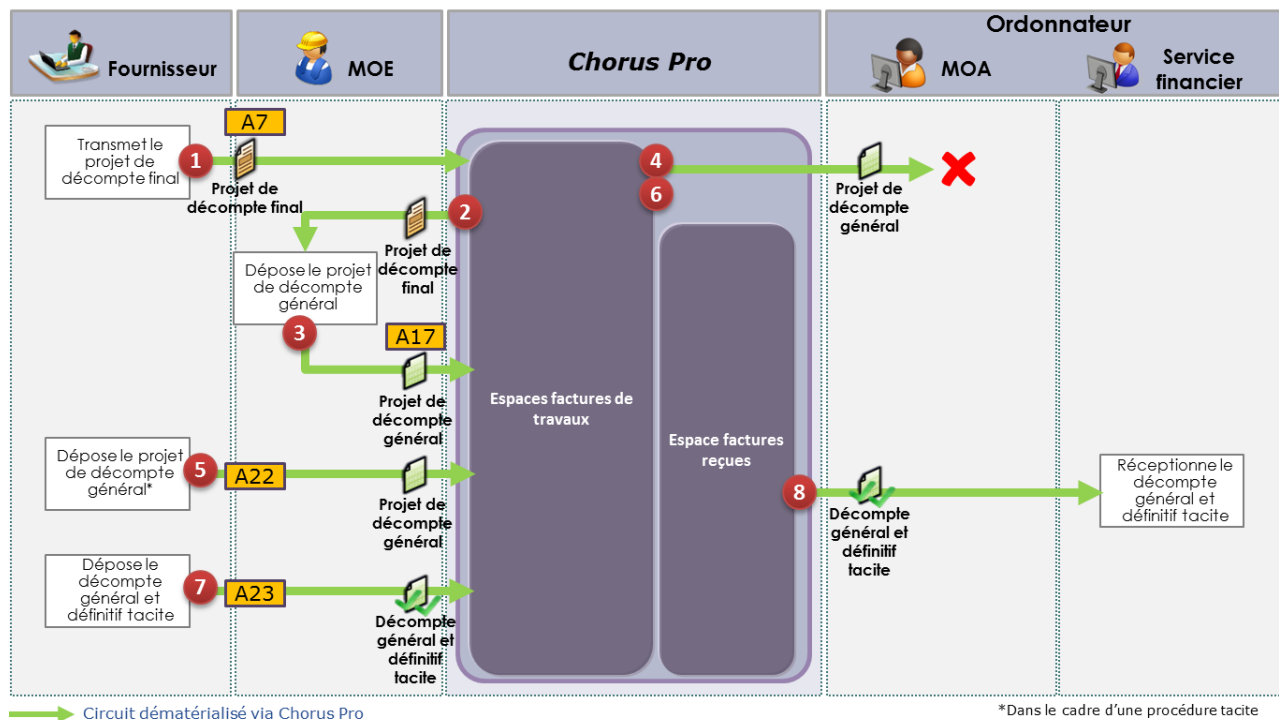 Fournisseur
MOE
Chorus Pro
Ordonnateur
MOA
Service
financier
Transmet le
projet de
décompte final
1
A7
Projet de
décompte final
4
6
Projet de
décompte
général
2
Projet de
décompte
final
Dépose le projet
de décompte
général
3
A17
Projet de
décompte
général
Espaces factures de
travaux
Espace factures
reçues
Dépose le projet
de décompte
général*
5
A22
Projet de
décompte
général
8
Décompte
général et
définitif
tacite
Réceptionne le
décompte
général et
définitif tacite
Dépose le
décompte
général et
définitif tacite
7
A23
Décompte
général et
définitif
tacite
Circuit dématérialisé via Chorus Pro
*Dans le cadre d'une procédure tacite